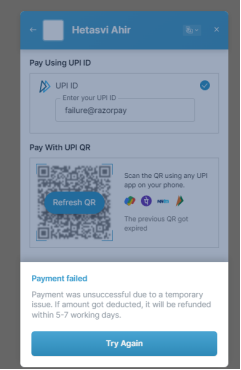 Hetasvi Ahir
Pay Using UPI ID
UPI ID
Enter your UPI ID
failure@razorpay
Pay With UPI QR
Refresh QR
Scan the QR using any UPI
app on your phone.
The previous QR got
expired
Payment failed
Payment was unsuccessful due to a temporary
issue. If amount got deducted, it will be refunded
within 5-7 working days.
Try Again